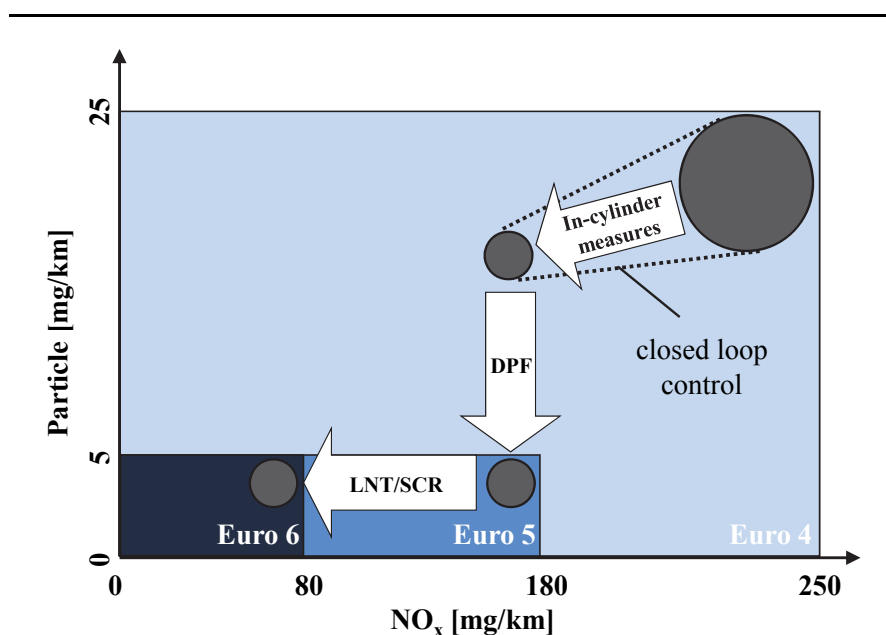 25
In-cylinder
measures
Particle [mg/km]
DPF
closed loop
control
5
LNT/SCR
Euro 6
Euro 5
Euro 4
0
0
80
180
250
NOx [mg/km]